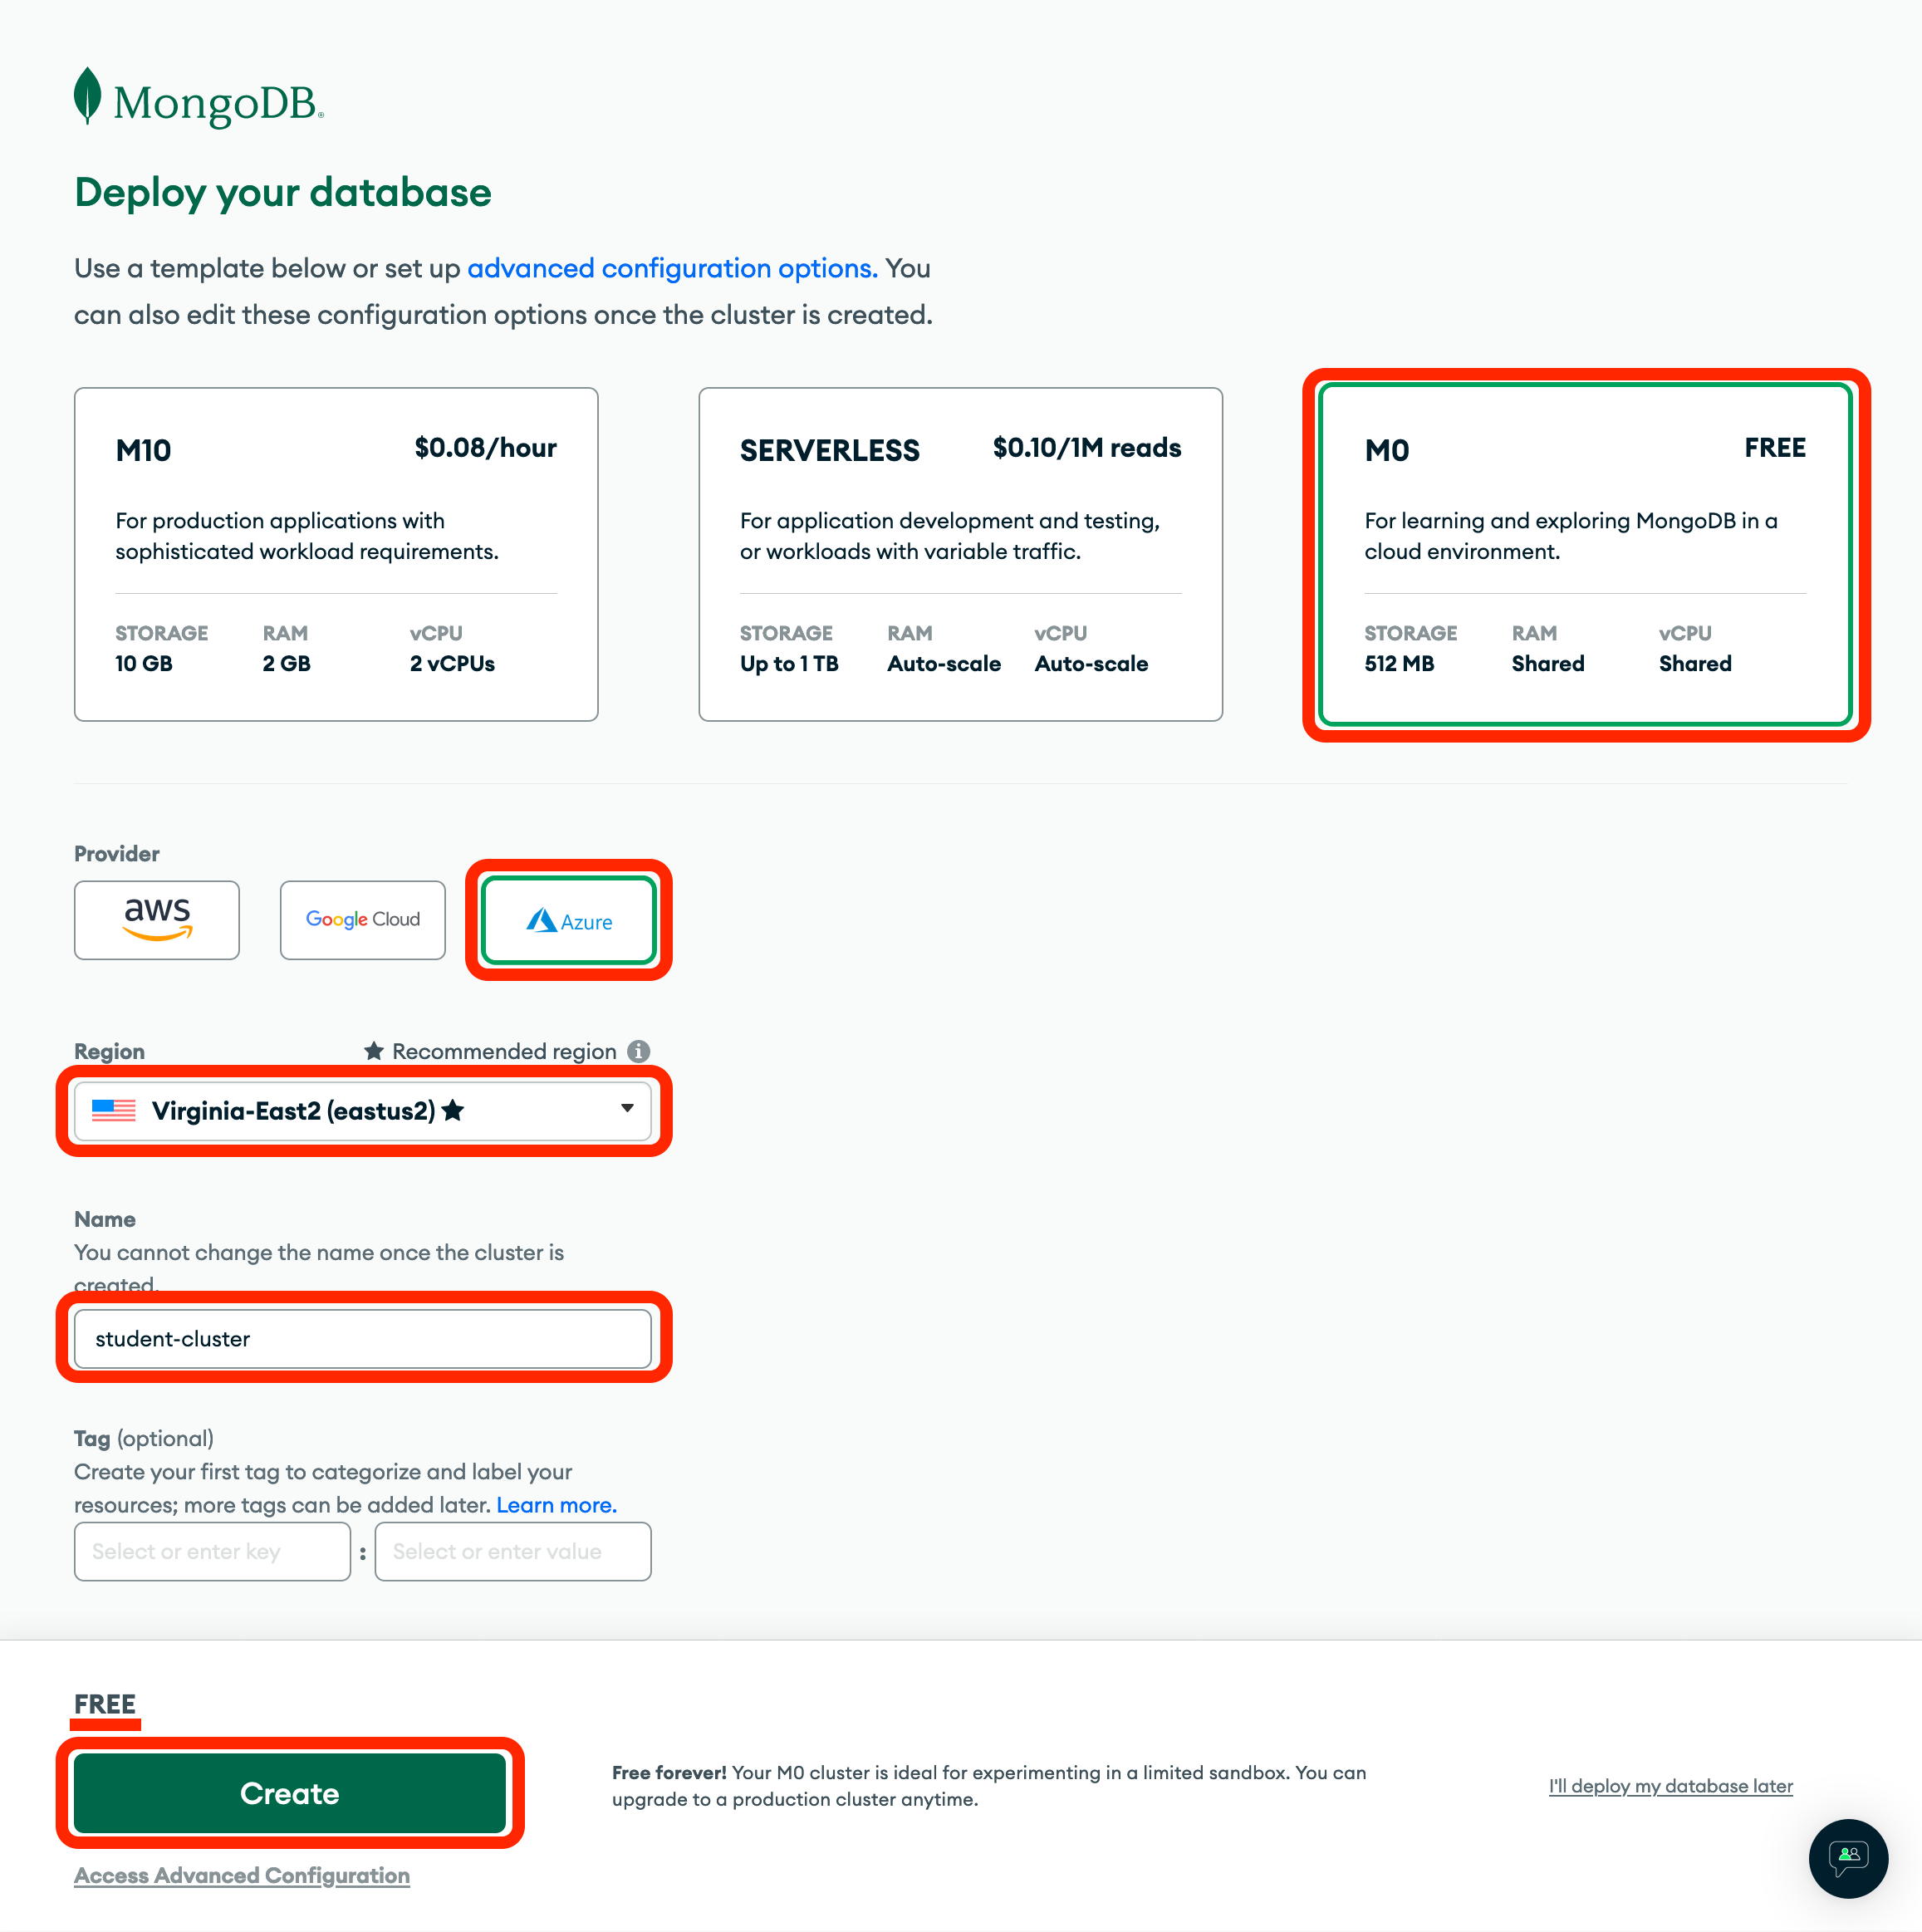 MongoDB®
Deploy your database
Use a template below or set up advanced configuration options. You
can also edit these configuration options once the cluster is created.
M10 $0.08/hour
For production applications with
sophisticated workload requirements.
STORAGE RAM vCPU
10 GB 2 GB 2 vCPUs
SERVERLESS $0.10/1M reads
For application development and testing,
or workloads with variable traffic.
STORAGE RAM vCPU
Up to 1 TB Auto-scale Auto-scale
M0 FREE
For learning and exploring MongoDB in a
cloud environment.
STORAGE RAM vCPU
512 MB Shared Shared
Provider
aws Google Cloud Azure
Region ★ Recommended region i
Virginia-East2 (eastus2) ★
Name
You cannot change the name once the cluster is
created.
student-cluster
Tag (optional)
Create your first tag to categorize and label your
resources; more tags can be added later. Learn more.
Select or enter key : Select or enter value
FREE
Create
Free forever! Your M0 cluster is ideal for experimenting in a limited sandbox. You can
upgrade to a production cluster anytime.
I'll deploy my database later
Access Advanced Configuration